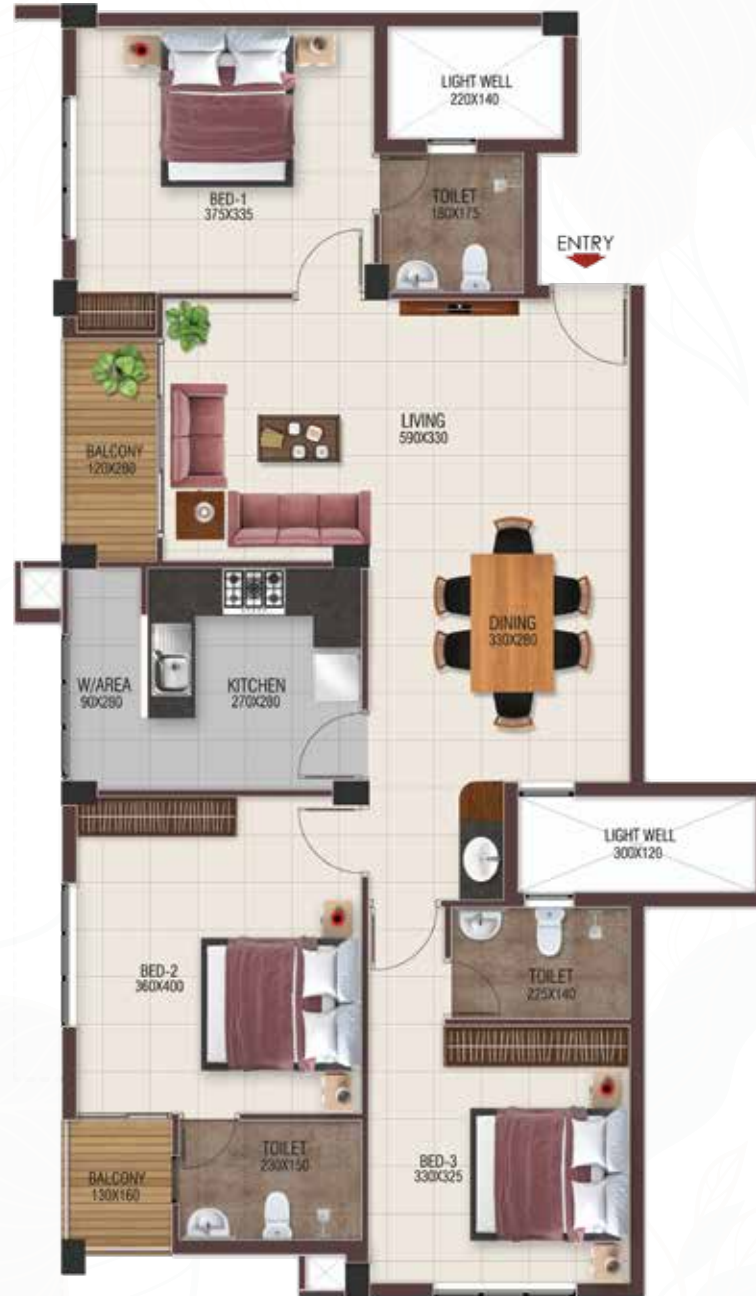 LIGHT WELL
220X140
BED-1
375X335
TOILET
180X175
ENTRY
LIVING
590X330
BALCONY
120X280
DINING
330X280
W/AREA
90X280
KITCHEN
270X280
LIGHT WELL
300X120
BED-2
360X400
TOILET
225X140
BED-3
330X325
TOILET
230X150
BALCONY
130X160